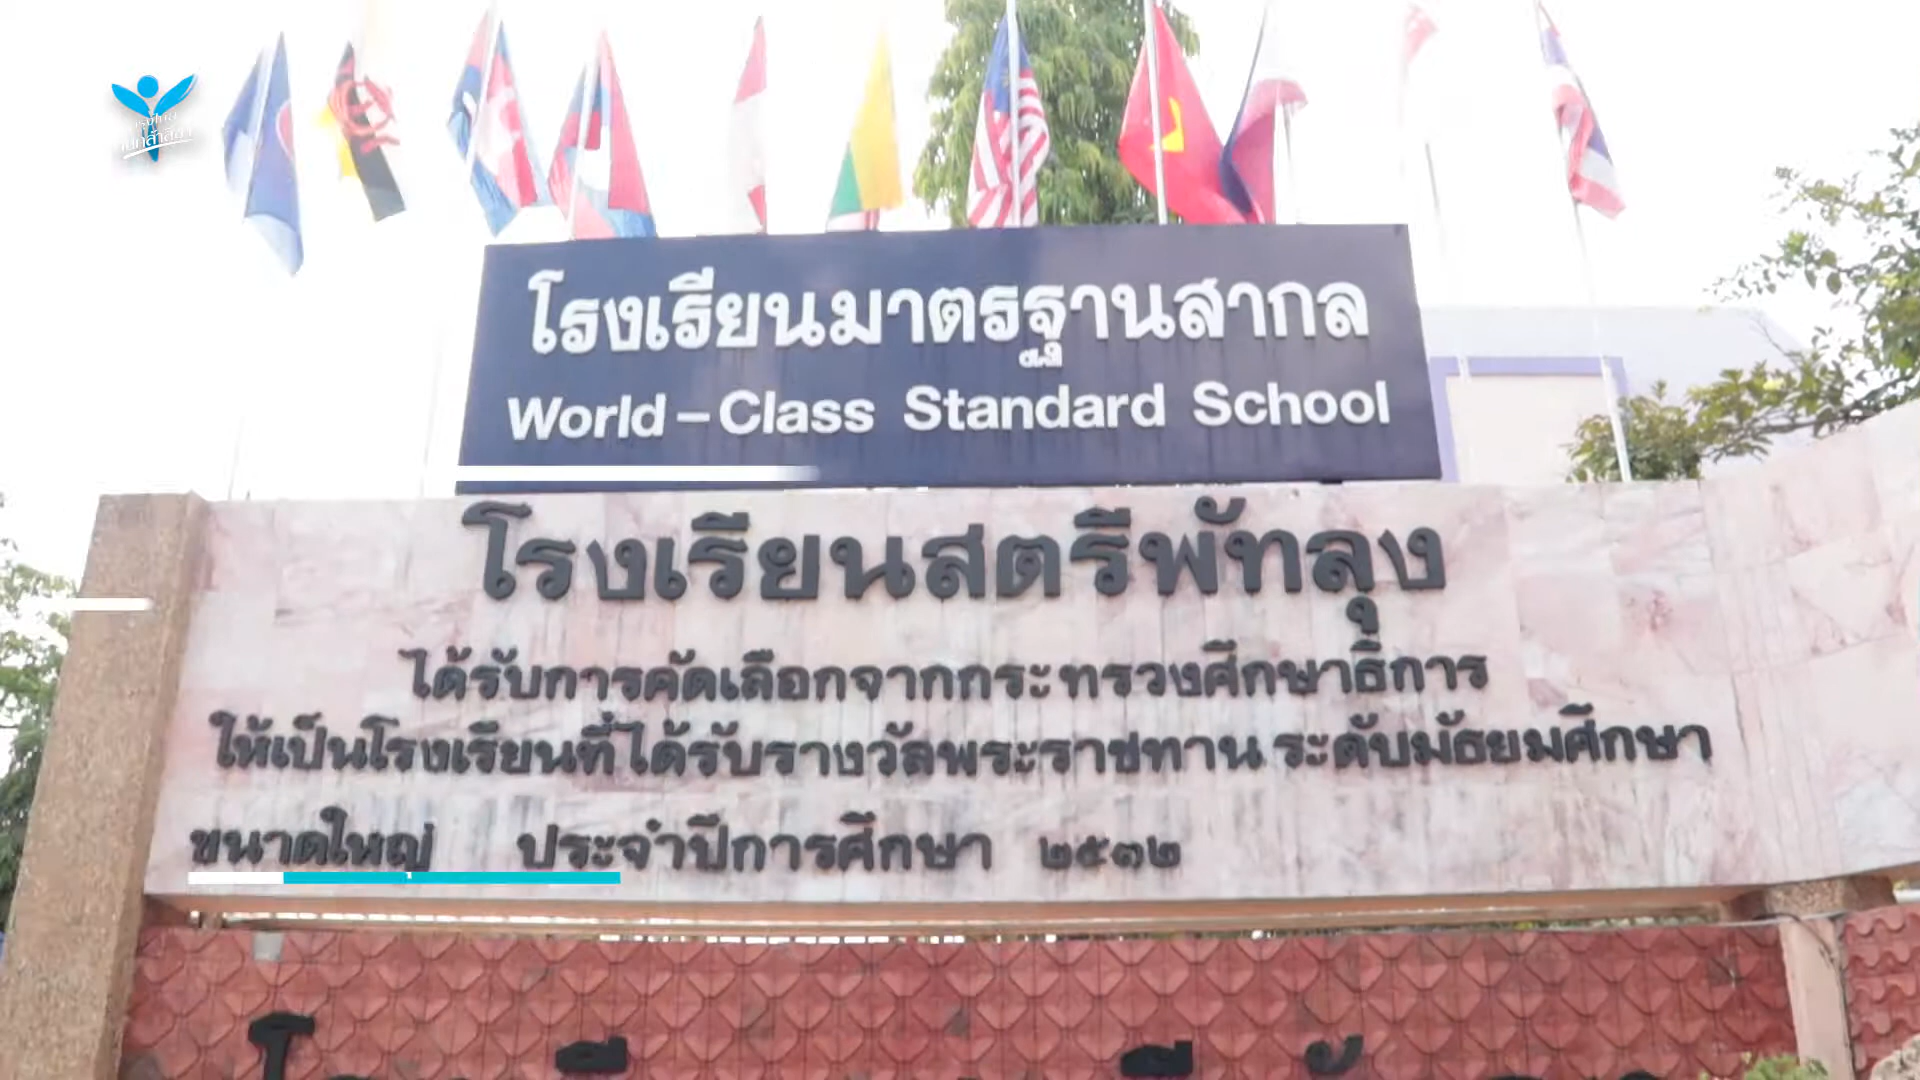 โรงเรียนมาตรฐานสากล
World-Class Standard School
โรงเรียนสตรีพัทลุง
ได้รับการคัดเลือกจากกระทรวงศึกษาธิการ
ให้เป็นโรงเรียนที่ได้รับรางวัลพระราชทาน ระดับมัธยมศึกษา
ขนาดใหญ่ ประจำปีการศึกษา ๒๕๓๒